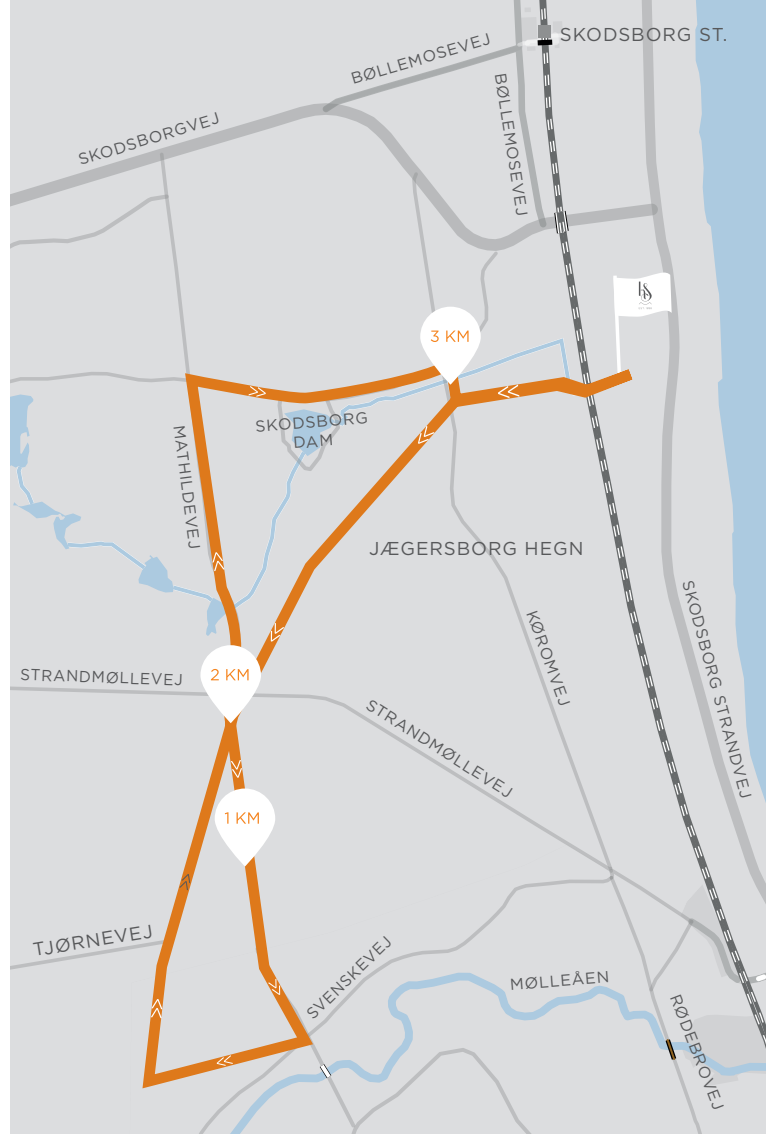 SKODSBORG ST.
BØLLEMOSEVEJ
SKODSBORGVEJ
BØLLEMOSEVEJ
3 KM
SKODSBORG
DAM
MATHILDEVEJ
JÆGERSBORG HEGN
SKODSBORG STRANDVEJ
KØROMVEJ
2 KM
STRANDMØLLEVEJ
STRANDMØLLEVEJ
1 KM
TJØRNEVEJ
SVENSKEVEJ
MØLLEÅEN
RØDEBROVEJ